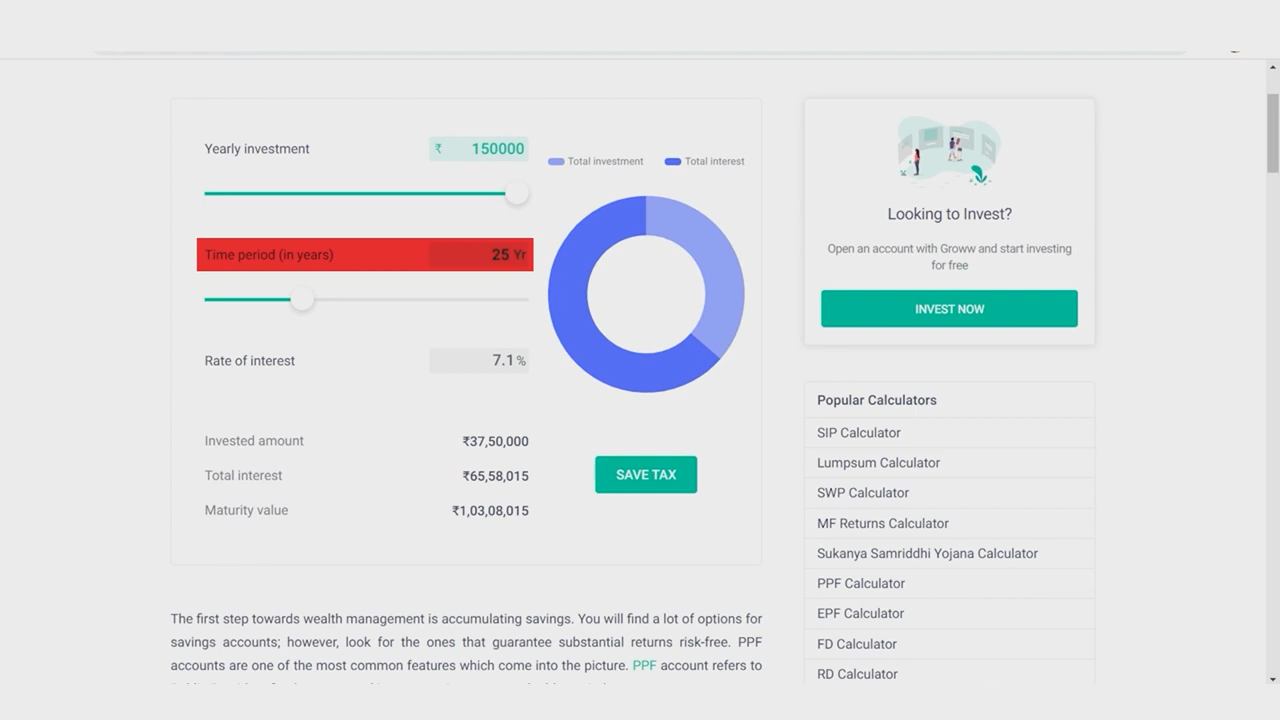 Yearly investment
₹ 150000
Total investment
Total interest
Time period (in years)
25 Yr
Rate of interest
7.1 %
Invested amount
₹37,50,000
Total interest
₹65,58,015
Maturity value
₹1,03,08,015
SAVE TAX
The first step towards wealth management is accumulating savings. You will find a lot of options for
savings accounts; however, look for the ones that guarantee substantial returns risk-free. PPF
accounts are one of the most common features which come into the picture. PPF account refers to
Looking to Invest?
Open an account with Groww and start investing
for free
INVEST NOW
Popular Calculators
SIP Calculator
Lumpsum Calculator
SWP Calculator
MF Returns Calculator
Sukanya Samriddhi Yojana Calculator
PPF Calculator
EPF Calculator
FD Calculator
RD Calculator